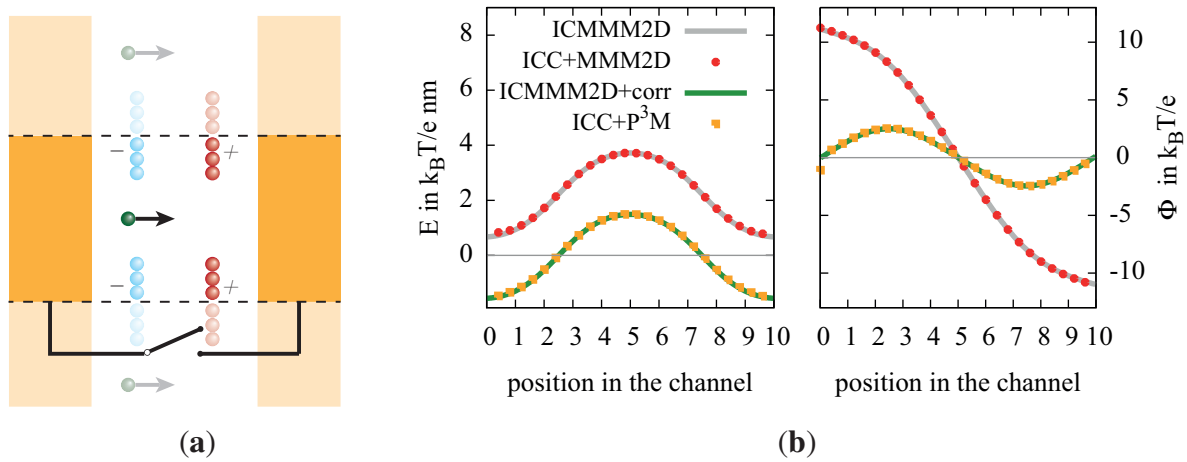 −
+
−
+
(a)
ICMMM2D
ICC+MMM2D
ICMMM2D+corr
ICC+P³M
E in k_BT/e nm
8
6
4
2
0
0 1 2 3 4 5 6 7 8 9 10
position in the channel
10
5
0
-5
-10
Φ in k_BT/e
0 1 2 3 4 5 6 7 8 9 10
position in the channel
(b)